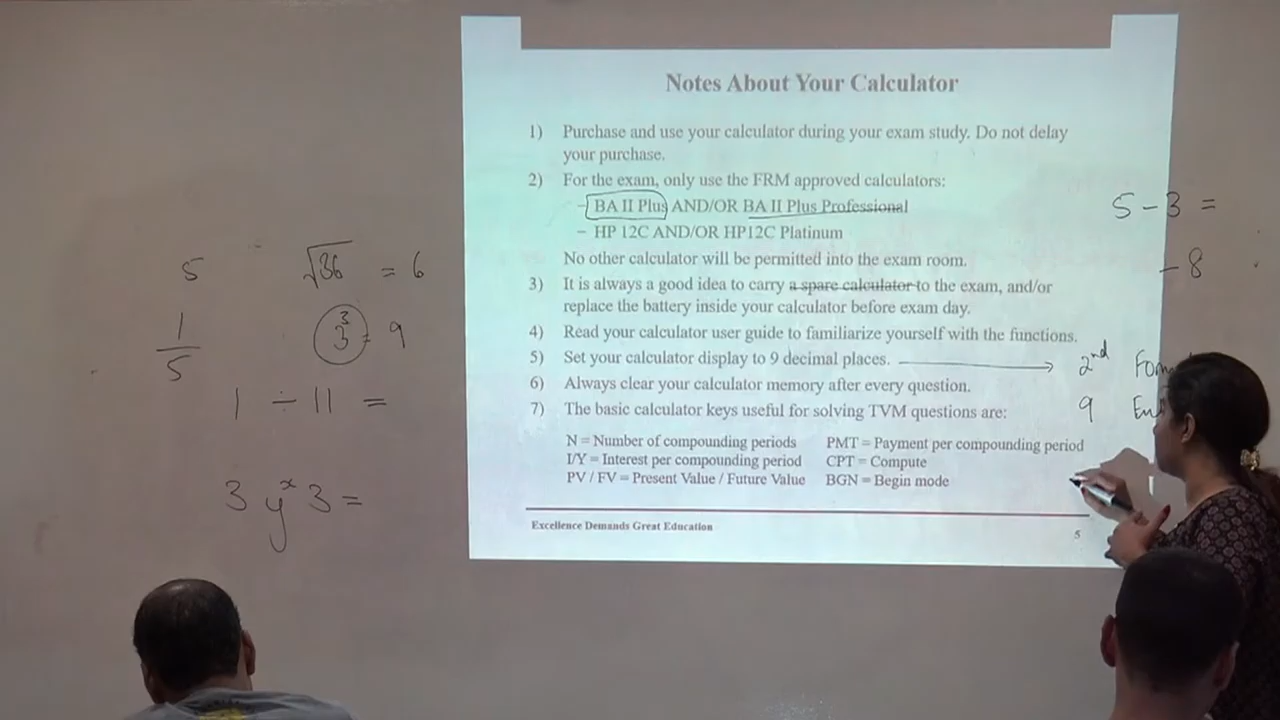 Notes About Your Calculator
1) Purchase and use your calculator during your exam study. Do not delay
your purchase.
2) For the exam, only use the FRM approved calculators:
– BA II Plus AND/OR BA II Plus Professional
– HP 12C AND/OR HP12C Platinum
No other calculator will be permitted into the exam room.
3) It is always a good idea to carry a spare calculator to the exam, and/or
replace the battery inside your calculator before exam day.
4) Read your calculator user guide to familiarize yourself with the functions.
5) Set your calculator display to 9 decimal places.
6) Always clear your calculator memory after every question.
7) The basic calculator keys useful for solving TVM questions are:
N = Number of compounding periods PMT = Payment per compounding period
I/Y = Interest per compounding period CPT = Compute
PV / FV = Present Value / Future Value BGN = Begin mode
Excellence Demands Great Education
5
5 √36 = 6
1/5 3³ = 9
1 ÷ 11 =
3 yˣ 3 =
5 – 3 =
– 8
2nd
9